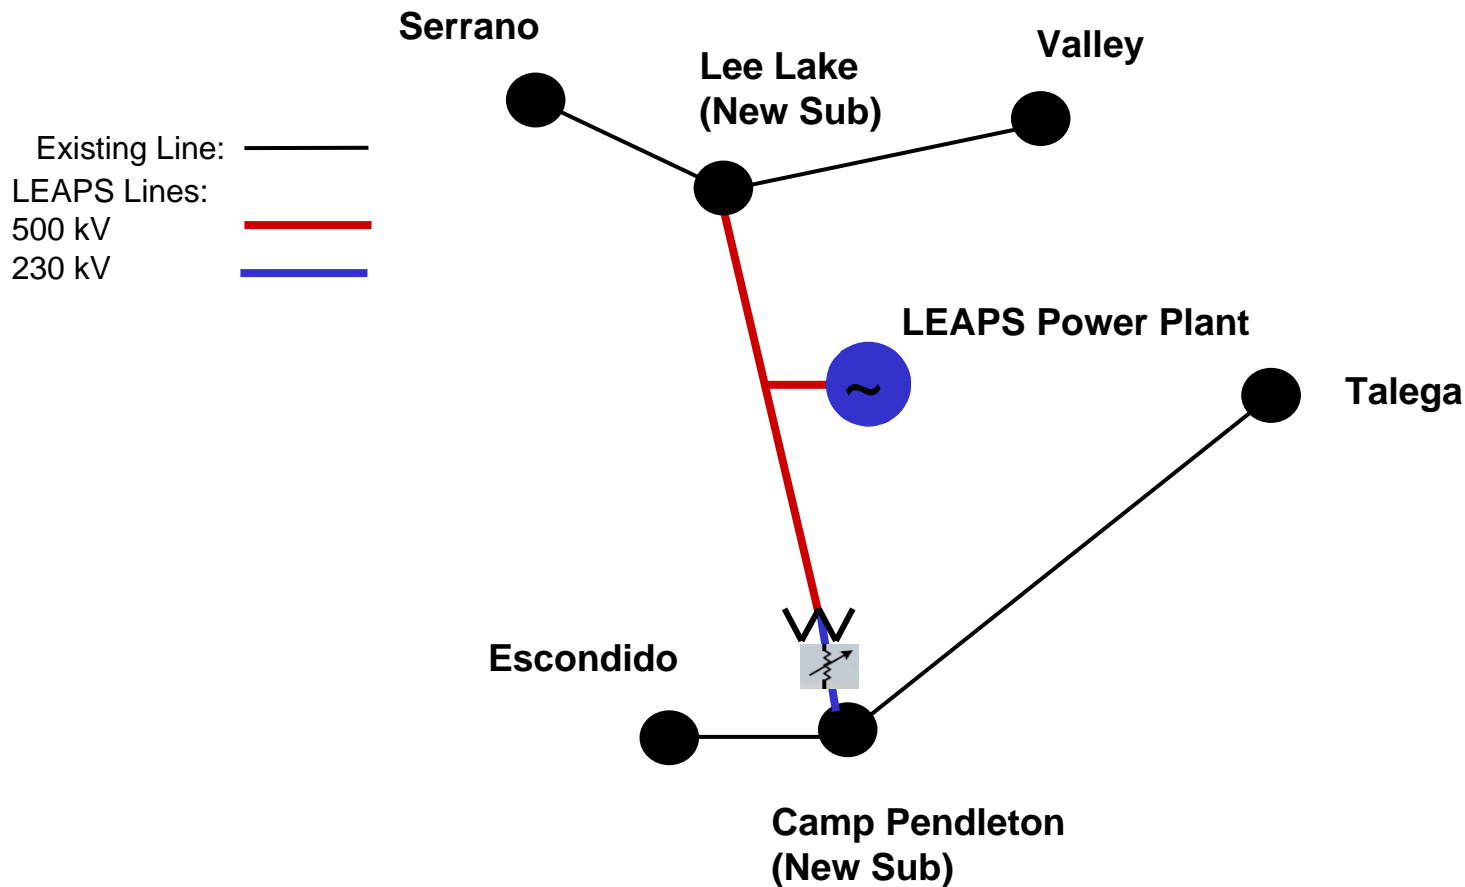 Serrano
Lee Lake
(New Sub)
Valley
Existing Line:
LEAPS Lines:
500 kV
230 kV
LEAPS Power Plant
~
Talega
Escondido
Camp Pendleton
(New Sub)